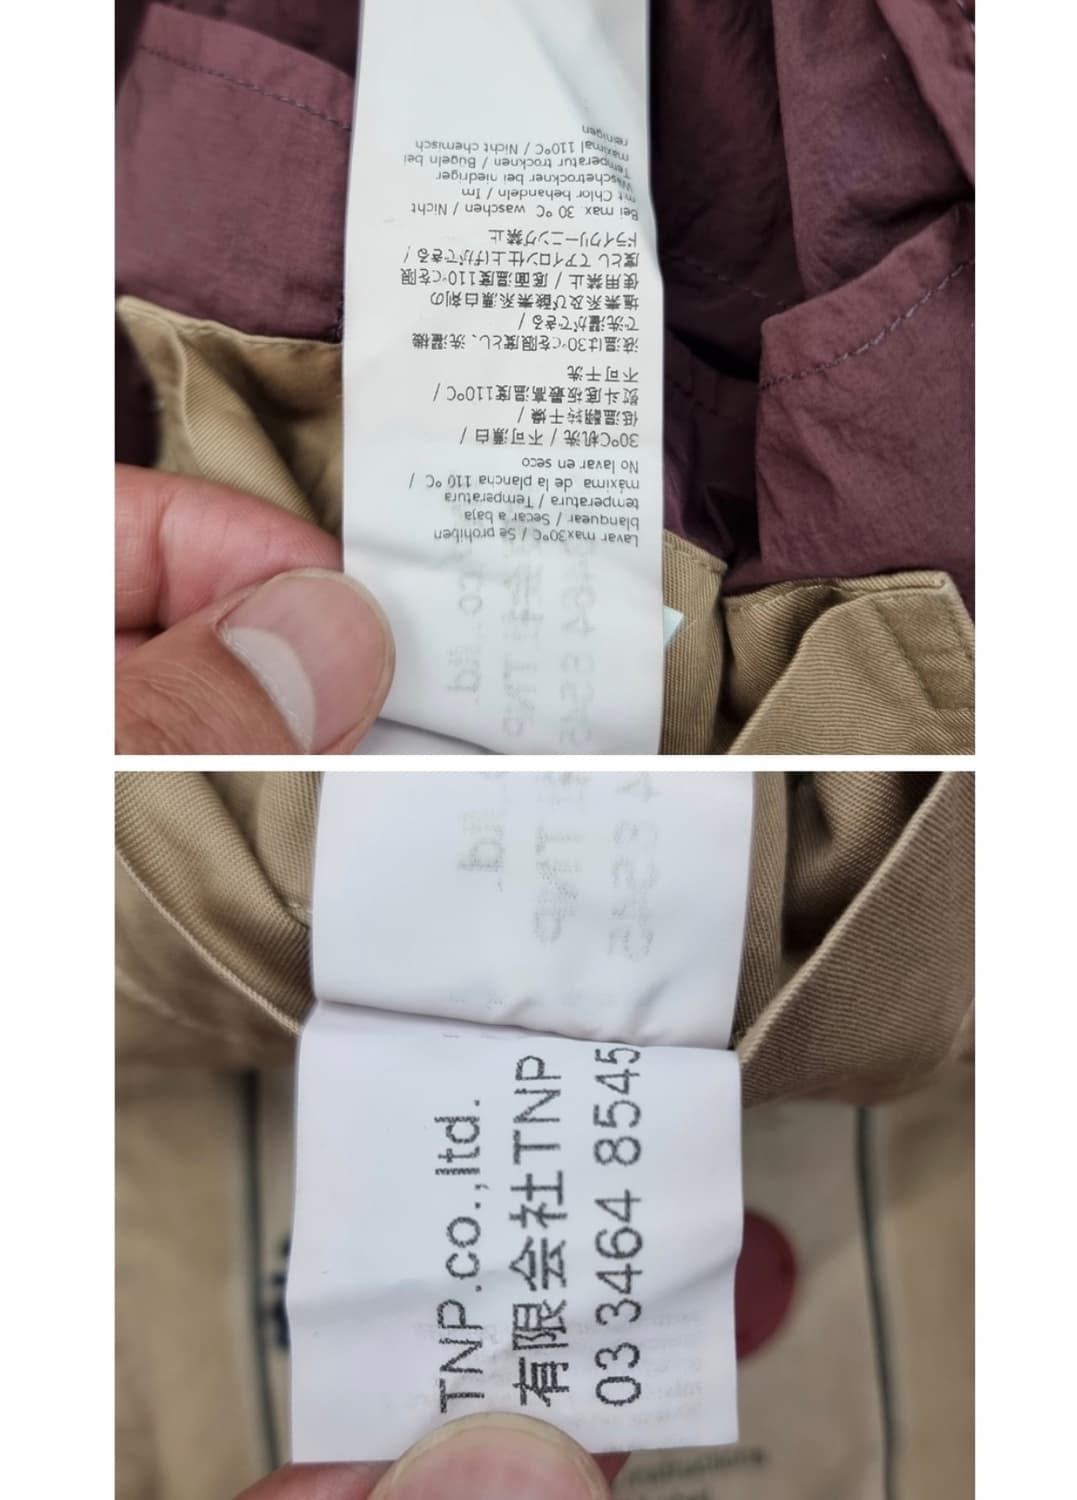 Lavar max30ºC / Se prohiben
blanquear / Secar a baja
temperatura / Temperatura
máxima de la plancha 110 ºC /
No lavar en seco
30°C机洗 / 不可漂白 /
低温翻转干燥 /
熨斗底板最高温度110°C /
不可干洗
液温は30℃を限度とし、洗濯機
で洗濯ができる /
塩素系及び酸素系漂白剤の
使用禁止 / 底面温度110℃を限
度としてアイロン仕上げができる /
ドライクリーニング禁止
Bei max. 30 °C waschen / Nicht
mit Chlor behandeln / Im
Wäschetrockner bei niedriger
Temperatur trocknen / Bügeln bei
maximal 110°C / Nicht chemisch
reinigen
TNP.co.,ltd.
有限会社TNP
03 3464 8545